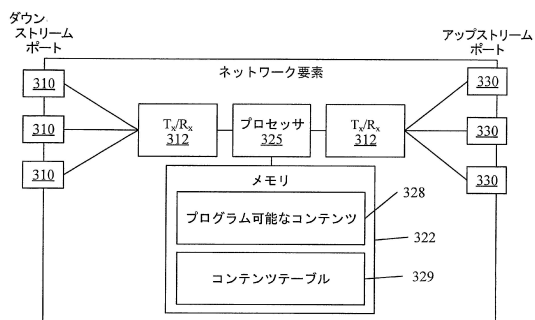 ダウン
ストリーム
ポート
アップストリーム
ポート
ネットワーク要素
310
310
310
Tx/Rx
312
プロセッサ
325
Tx/Rx
312
330
330
330
メモリ
プログラム可能なコンテンツ
コンテンツテーブル
328
322
329